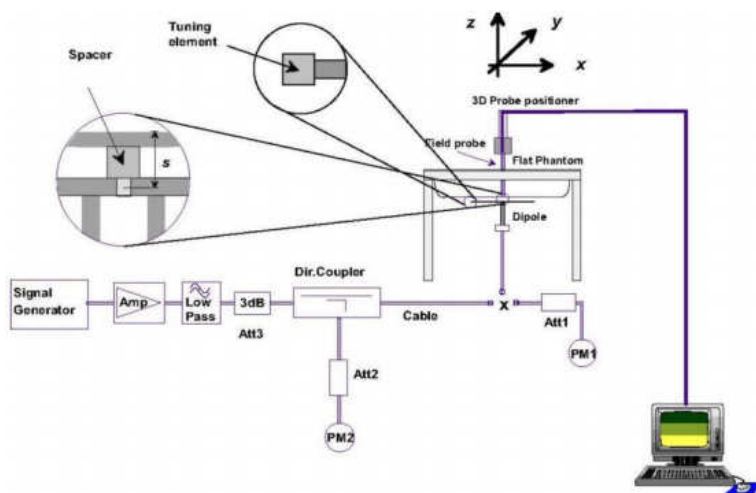 Tuning
element
Spacer
s
z
y
x
3D Probe positioner
Field probe
Flat Phantom
Dipole
Dir.Coupler
Signal
Generator
Amp
Low
Pass
3dB
Att3
Cable
x
Att1
PM1
Att2
PM2